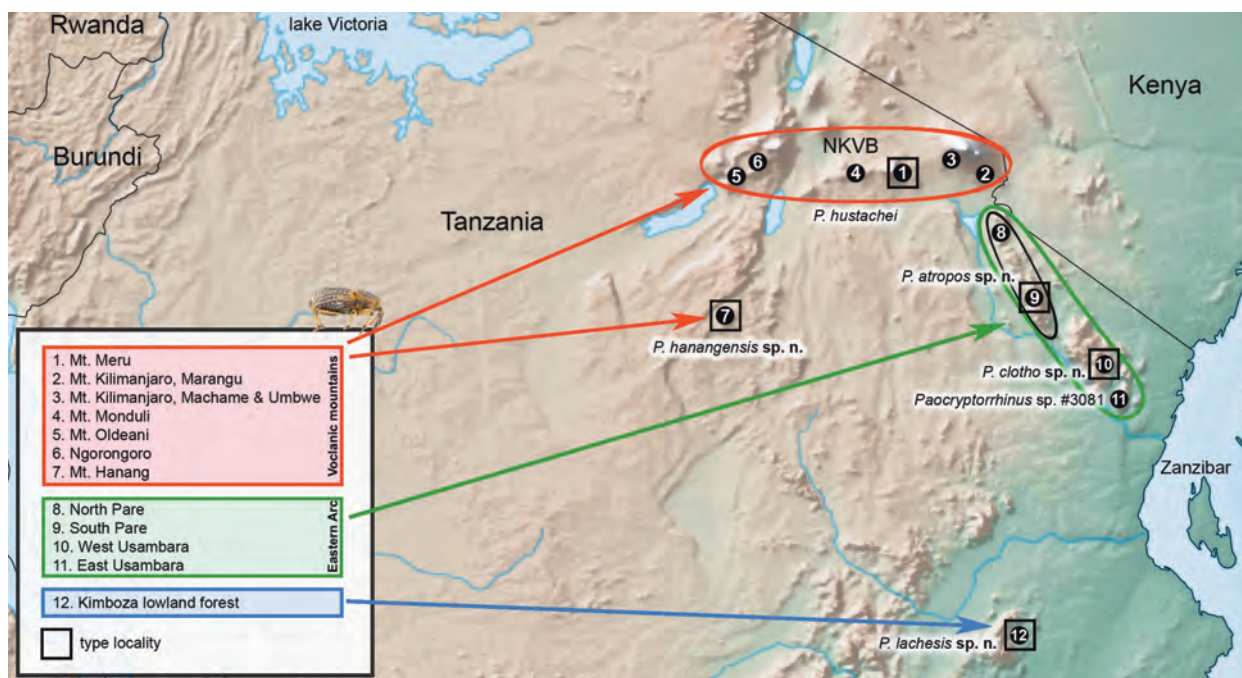 Rwanda
lake Victoria
Kenya
Burundi
NKVB
6
5
4
1
3
2
Tanzania
P. hustachei
8
P. atropos sp. n.
9
7
P. hanangensis sp. n.
P. clotho sp. n.
10
Paocryptorrhinus sp. #3081
11
Zanzibar
1. Mt. Meru
2. Mt. Kilimanjaro, Marangu
3. Mt. Kilimanjaro, Machame & Umbwe
4. Mt. Monduli
5. Mt. Oldeani
6. Ngorongoro
7. Mt. Hanang
Voclanic mountains
8. North Pare
9. South Pare
10. West Usambara
11. East Usambara
Eastern Arc
12. Kimboza lowland forest
type locality
P. lachesis sp. n.
12